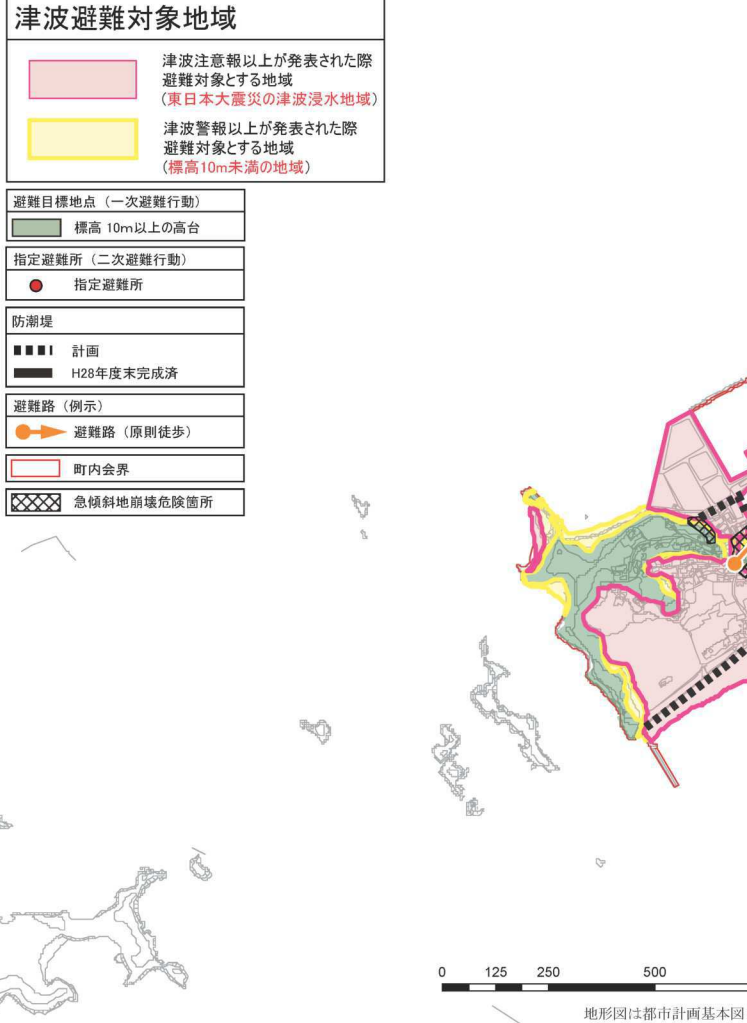 津波避難対象地域
津波注意報以上が発表された際
避難対象とする地域
(東日本大震災の津波浸水地域)
津波警報以上が発表された際
避難対象とする地域
(標高10m未満の地域)
避難目標地点（一次避難行動）
標高 10m以上の高台
指定避難所（二次避難行動）
指定避難所
防潮堤
計画
H28年度末完成済
避難路（例示）
避難路（原則徒歩）
町内会界
急傾斜地崩壊危険箇所
0 125 250 500
地形図は都市計画基本図